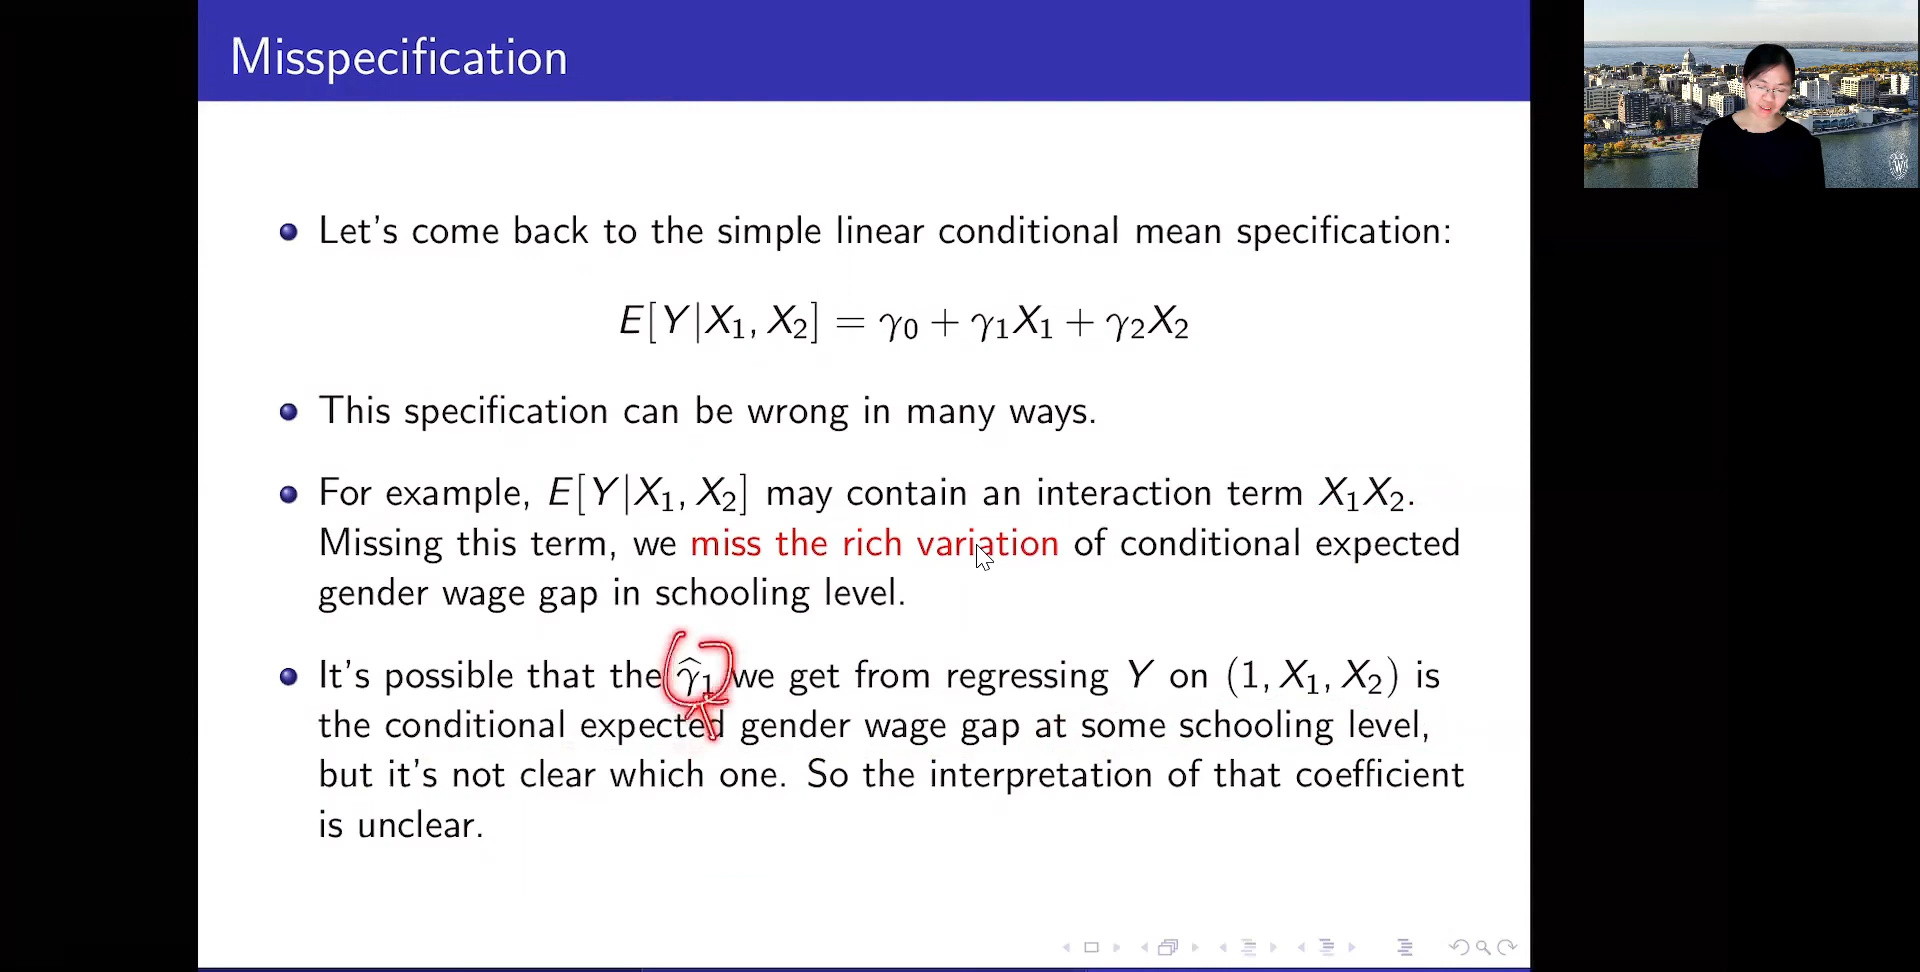 Misspecification
Let's come back to the simple linear conditional mean specification:
E[Y|X₁, X₂] = γ₀ + γ₁X₁ + γ₂X₂
This specification can be wrong in many ways.
For example, E[Y|X₁, X₂] may contain an interaction term X₁X₂.
Missing this term, we miss the rich variation of conditional expected
gender wage gap in schooling level.
It's possible that the γ̂₁ we get from regressing Y on (1, X₁, X₂) is
the conditional expected gender wage gap at some schooling level,
but it's not clear which one. So the interpretation of that coefficient
is unclear.
W